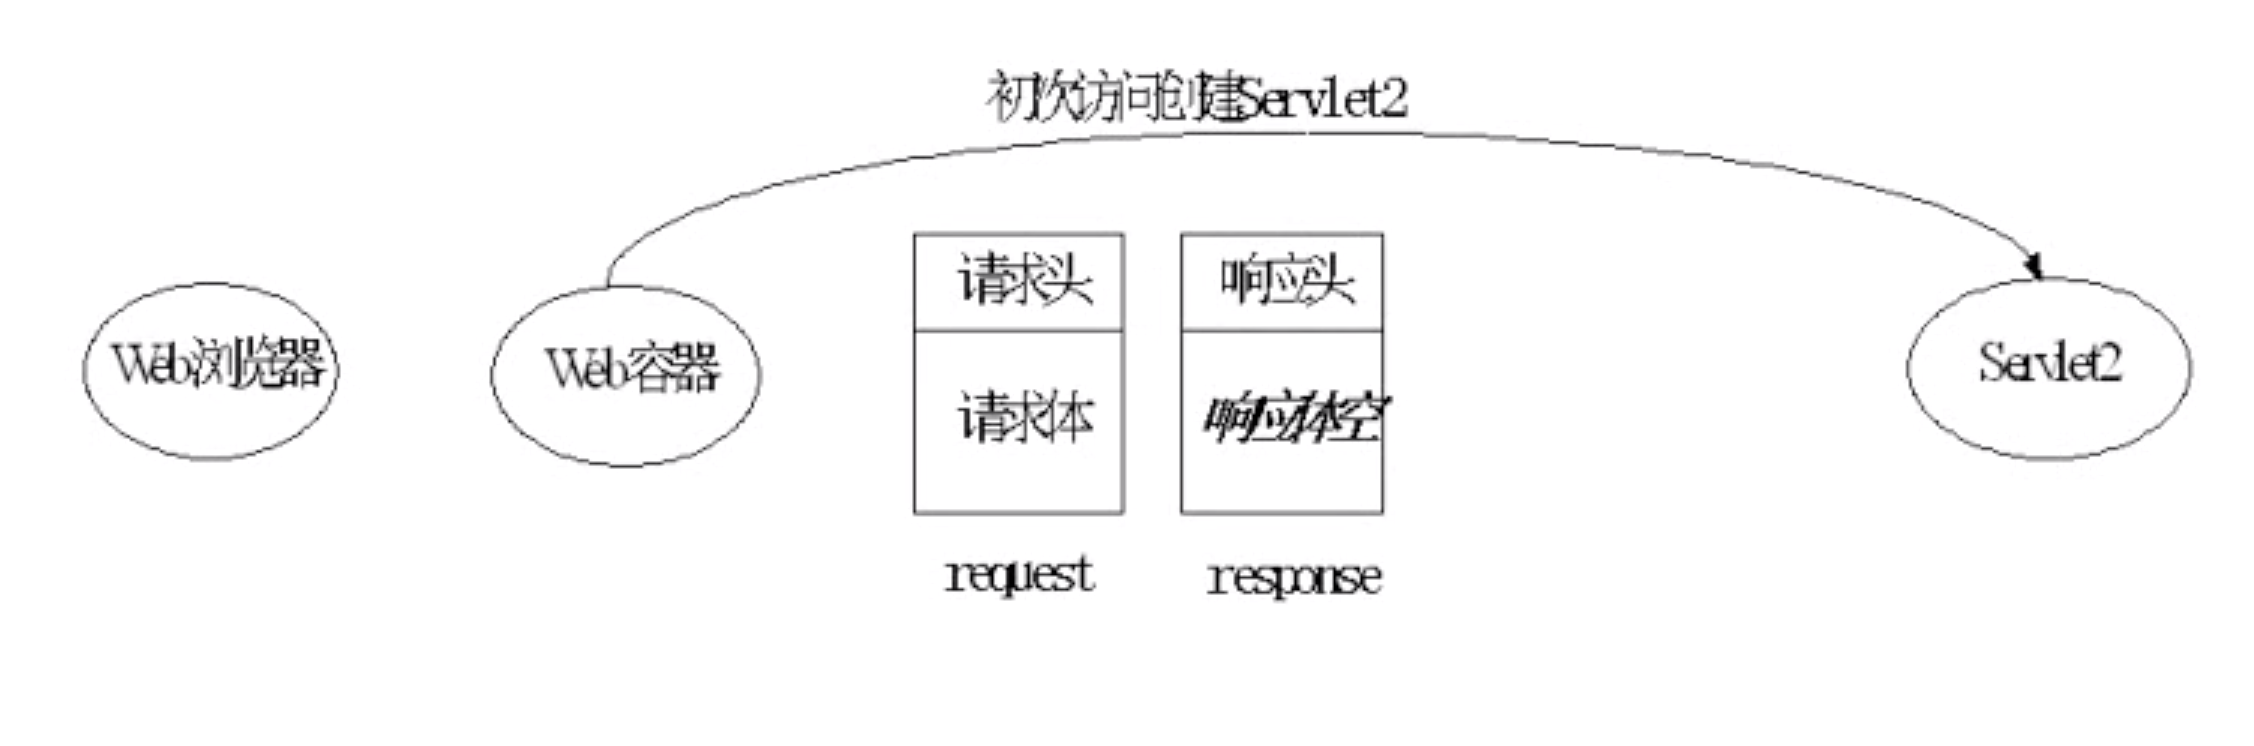 初次访问创建Servlet2
请求头
响应头
Web浏览器
Web容器
Servlet2
请求体
响应体空
request
response